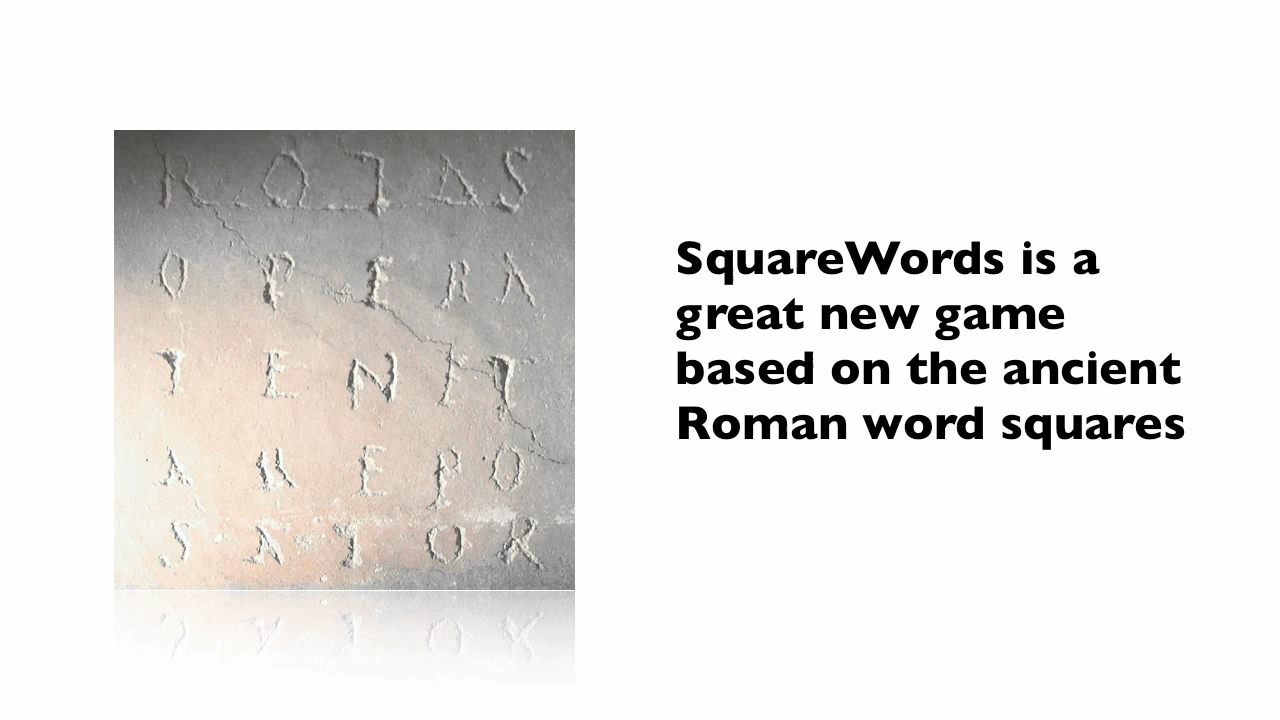 ROTAS
OPERA
TENET
AREPO
SATOR
SquareWords is a
great new game
based on the ancient
Roman word squares